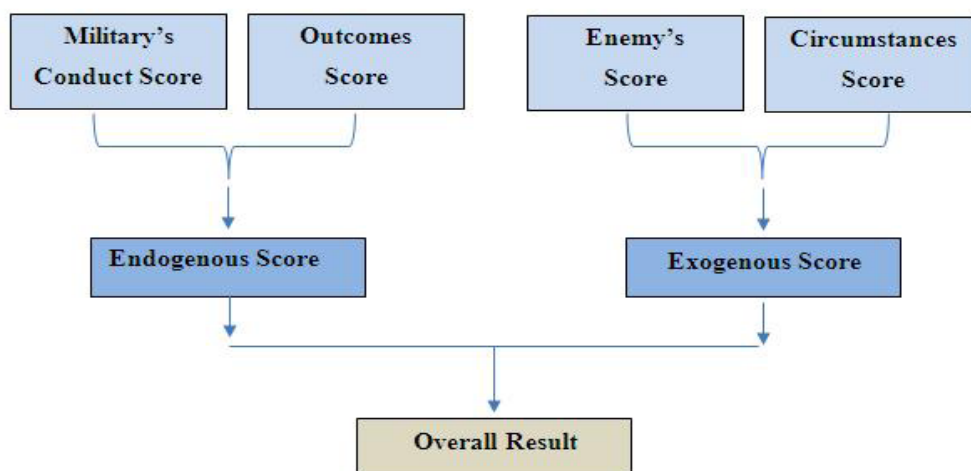 Military's
Conduct Score
Outcomes
Score
Enemy's
Score
Circumstances
Score
Endogenous Score
Exogenous Score
Overall Result